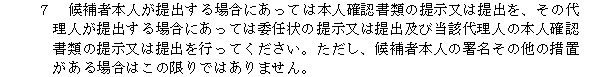 7　候補者本人が提出する場合にあっては本人確認書類の提示又は提出を、その代
理人が提出する場合にあっては委任状の提示又は提出及び当該代理人の本人確認
書類の提示又は提出を行ってください。ただし、候補者本人の署名その他の措置
がある場合はこの限りではありません。